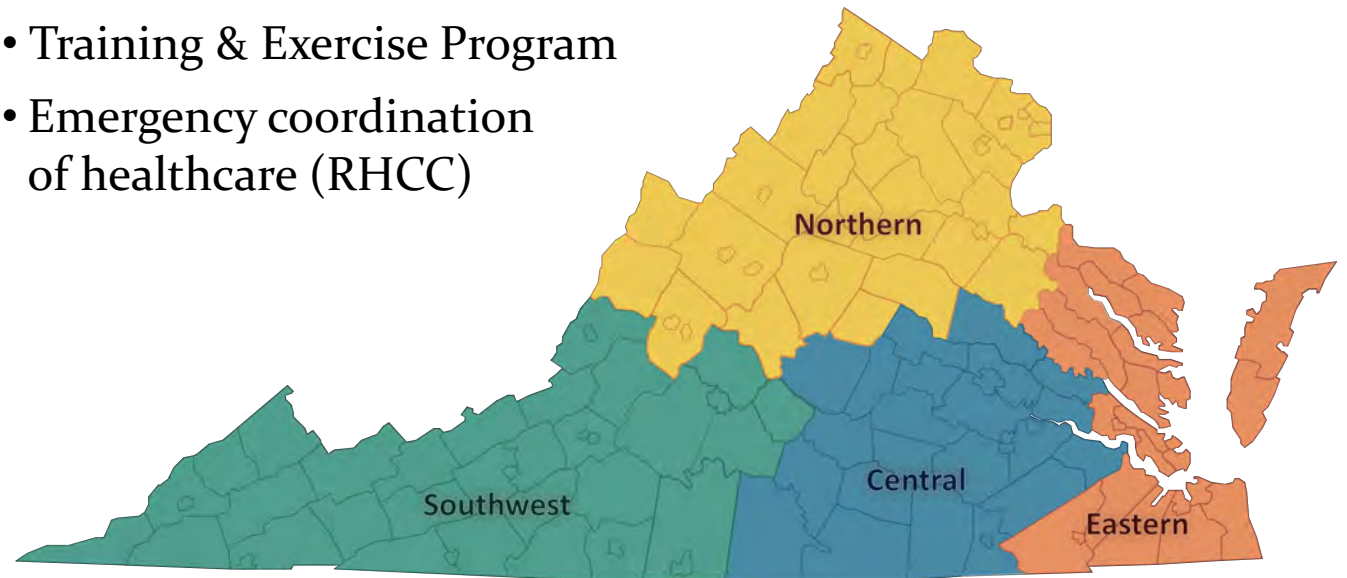 • Training & Exercise Program
• Emergency coordination
of healthcare (RHCC)
Northern
Southwest
Central
Eastern